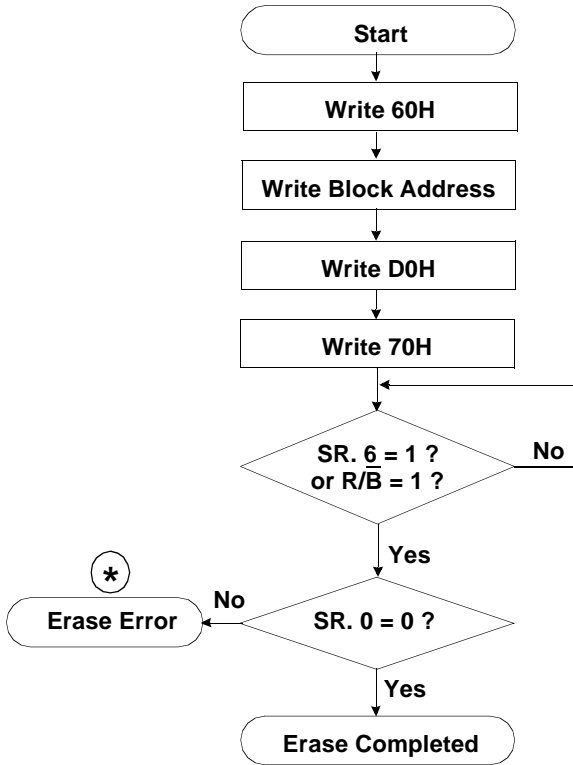 Start
Write 60H
Write Block Address
Write D0H
Write 70H
SR. 6 = 1 ?
or R/B̅ = 1 ?
No
Yes
*
No
Erase Error
SR. 0 = 0 ?
Yes
Erase Completed